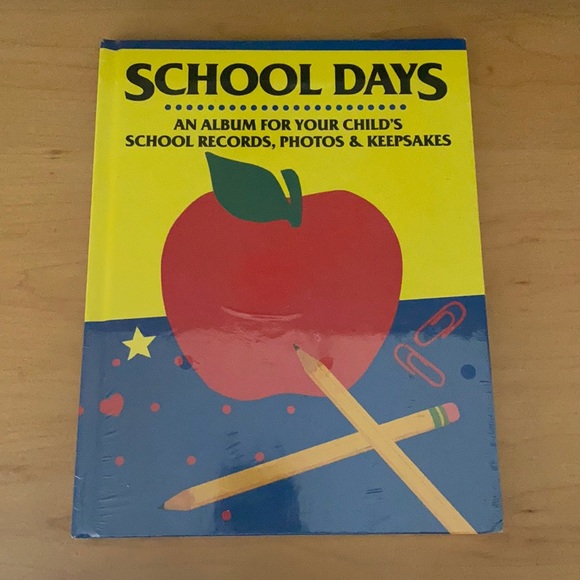 SCHOOL DAYS
AN ALBUM FOR YOUR CHILD'S
SCHOOL RECORDS, PHOTOS & KEEPSAKES